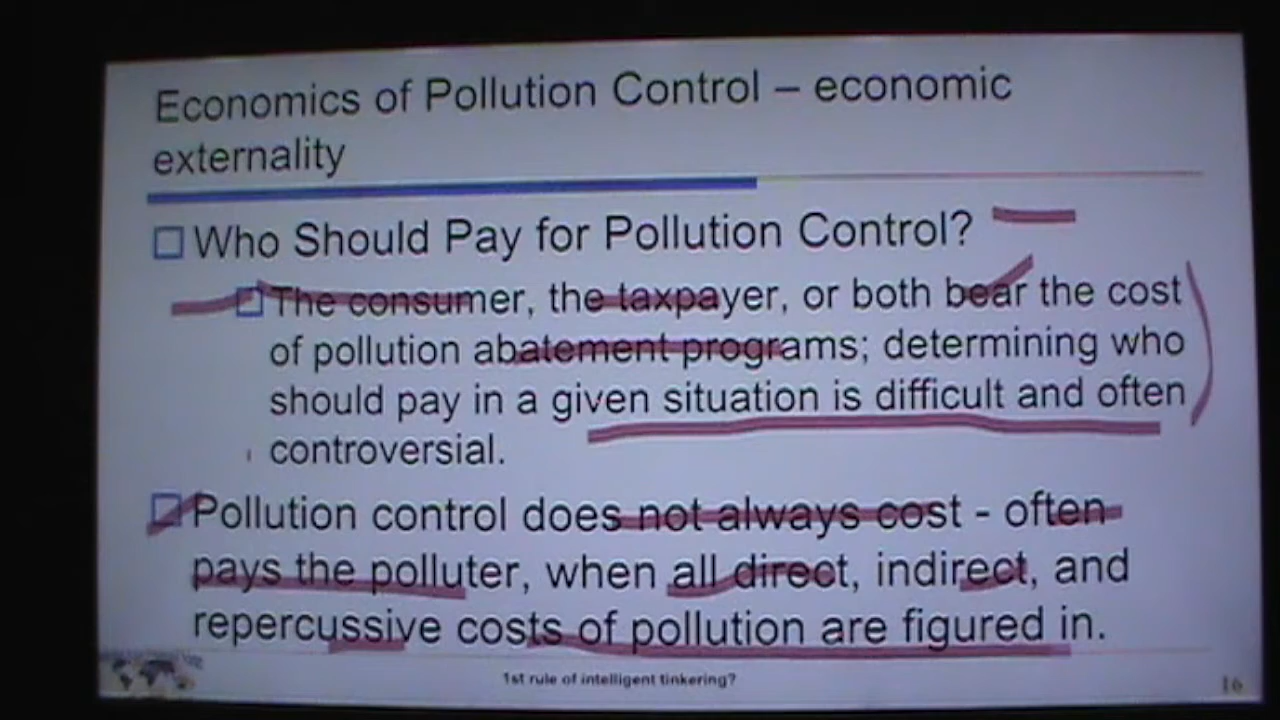 Economics of Pollution Control – economic
externality
Who Should Pay for Pollution Control?
The consumer, the taxpayer, or both bear the cost
of pollution abatement programs; determining who
should pay in a given situation is difficult and often
controversial.
Pollution control does not always cost - often
pays the polluter, when all direct, indirect, and
repercussive costs of pollution are figured in.
1st rule of intelligent tinkering?
16